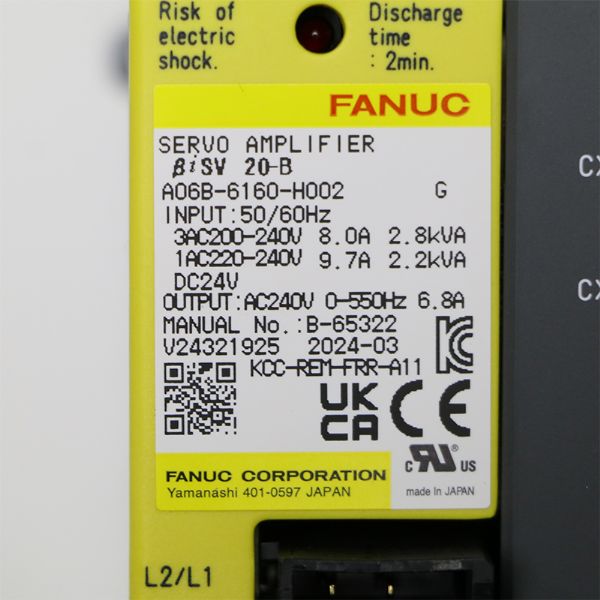 Risk of
electric
shock.
Discharge
time
: 2min.
FANUC
SERVO AMPLIFIER
βiSV 20-B
A06B-6160-H002 G
INPUT:50/60Hz
3AC200-240V 8.0A 2.8kVA
1AC220-240V 9.7A 2.2kVA
DC24V
OUTPUT:AC240V 0-550Hz 6.8A
MANUAL No.:B-65322
V24321925 2024-03
KCC-REM-FRR-A11
UK
CA
CE
c RU® US
FANUC CORPORATION
Yamanashi 401-0597 JAPAN
made in JAPAN
L2/L1
CX
CX